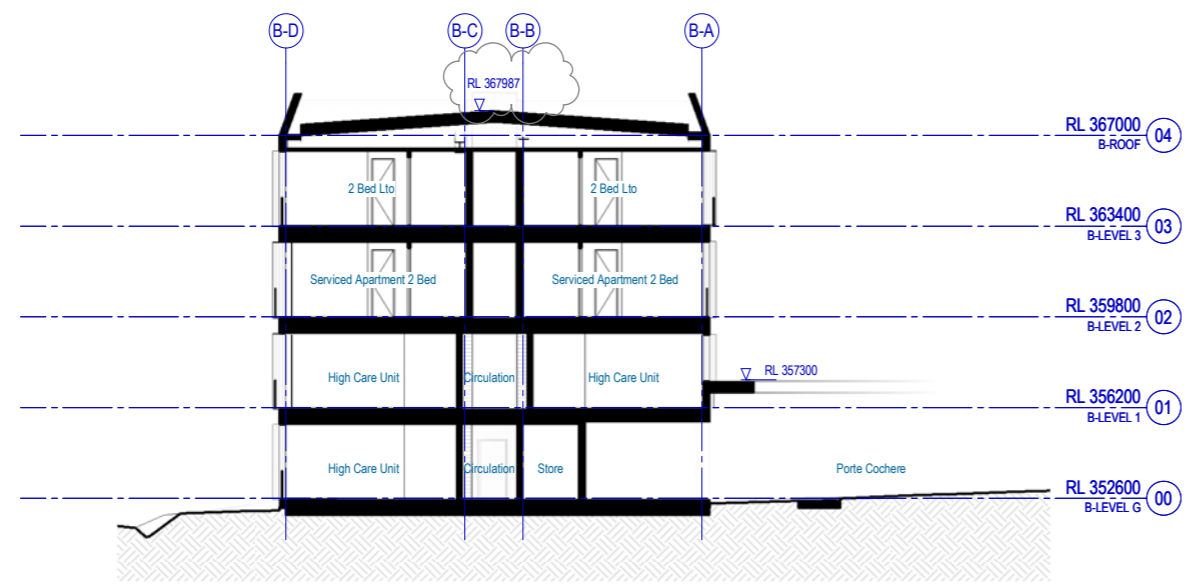 B-D
B-C
B-B
B-A
RL 367987
RL 367000
B-ROOF
04
2 Bed Lto
2 Bed Lto
RL 363400
B-LEVEL 3
03
Serviced Apartment 2 Bed
Serviced Apartment 2 Bed
RL 359800
B-LEVEL 2
02
RL 357300
High Care Unit
Circulation
High Care Unit
RL 356200
B-LEVEL 1
01
High Care Unit
Circulation
Store
Porte Cochere
RL 352600
B-LEVEL G
00